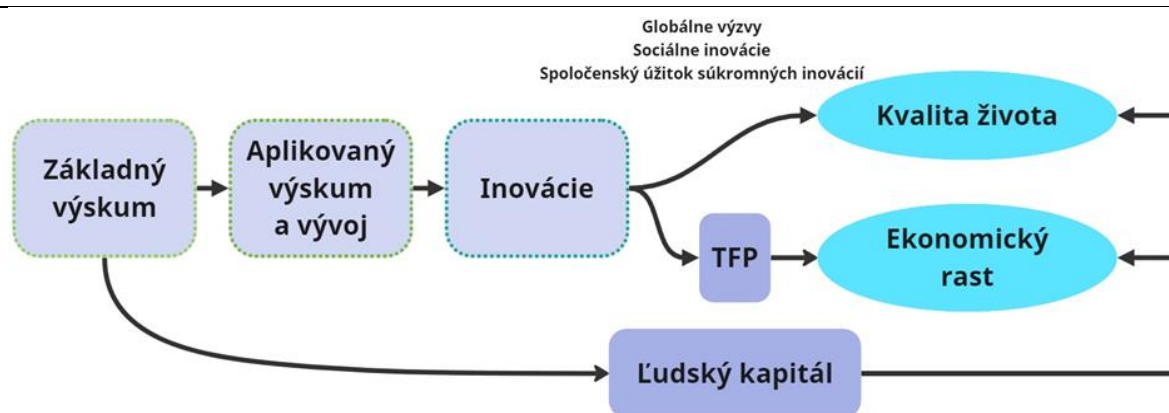 Globálne výzvy
Sociálne inovácie
Spoločenský úžitok súkromných inovácií
Kvalita života
Základný
výskum
Aplikovaný
výskum
a vývoj
Inovácie
TFP
Ekonomický
rast
Ľudský kapitál